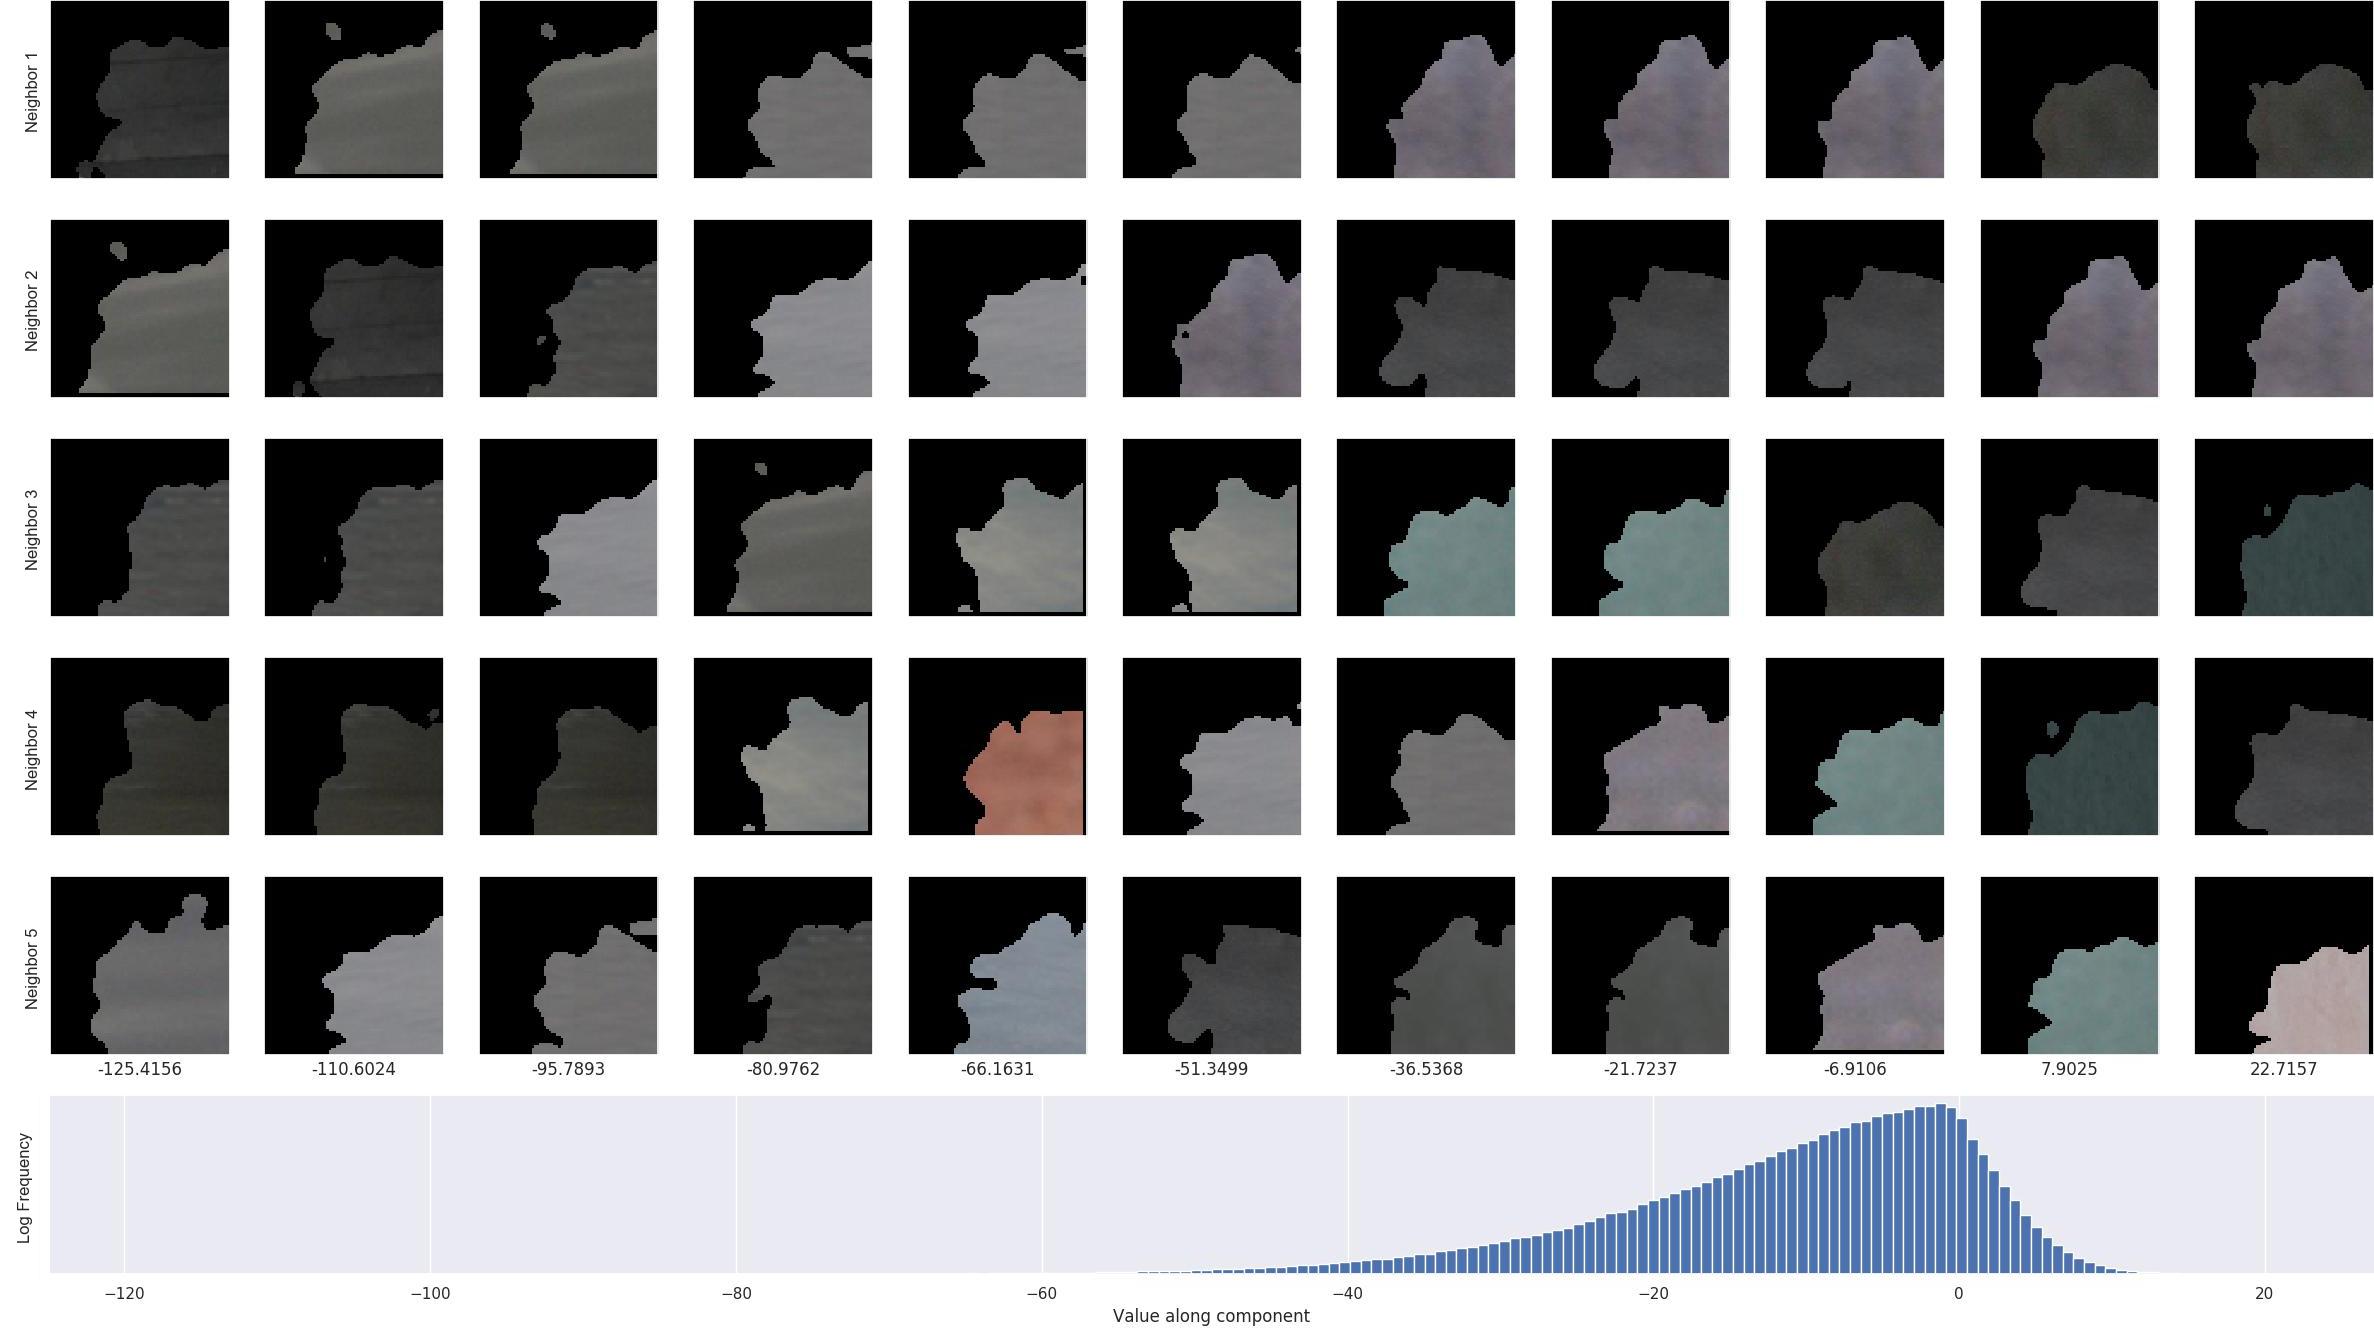 Neighbor 1
Neighbor 2
Neighbor 3
Neighbor 4
Neighbor 5
-125.4156 -110.6024 -95.7893 -80.9762 -66.1631 -51.3499 -36.5368 -21.7237 -6.9106 7.9025 22.7157
Log Frequency
−120 −100 −80 −60 −40 −20 0 20
Value along component